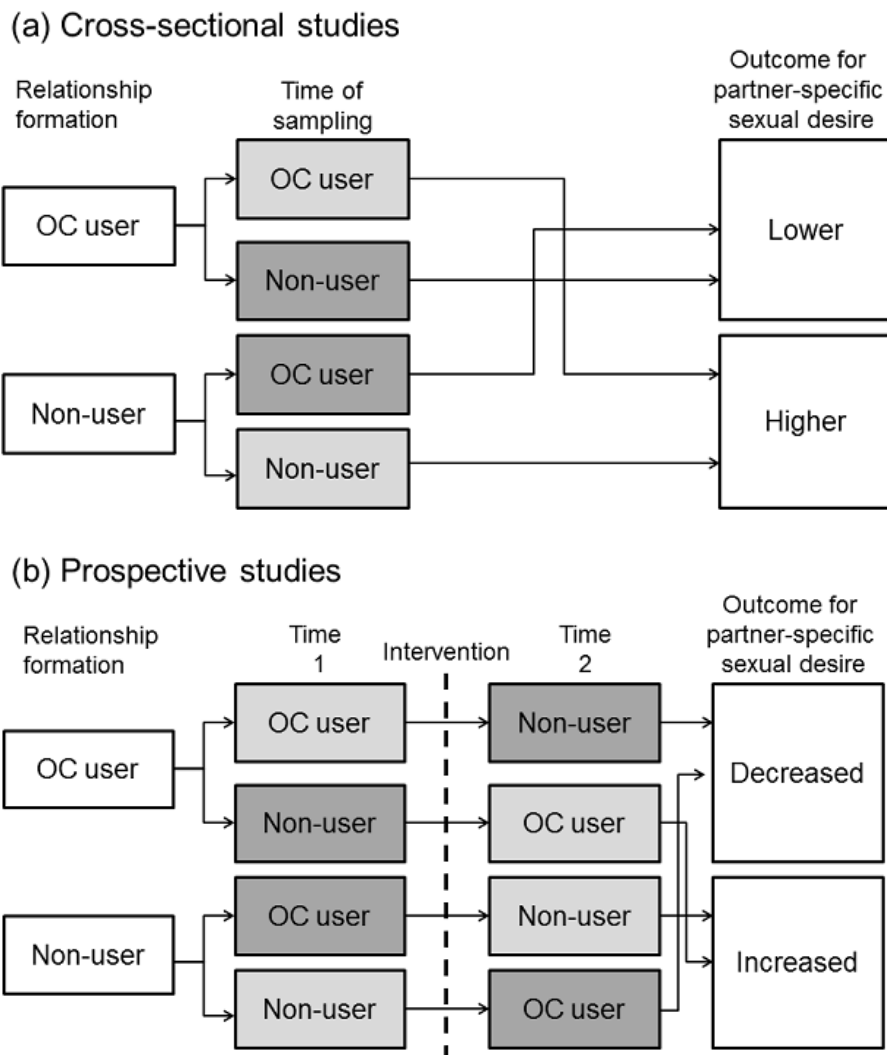 (a) Cross-sectional studies
Relationship
formation
Time of
sampling
Outcome for
partner-specific
sexual desire
OC user
OC user
Non-user
Lower
Non-user
OC user
Non-user
Higher
(b) Prospective studies
Relationship
formation
Time
1
Intervention
Time
2
Outcome for
partner-specific
sexual desire
OC user
OC user
Non-user
Non-user
OC user
Decreased
Non-user
OC user
Non-user
Non-user
OC user
Increased